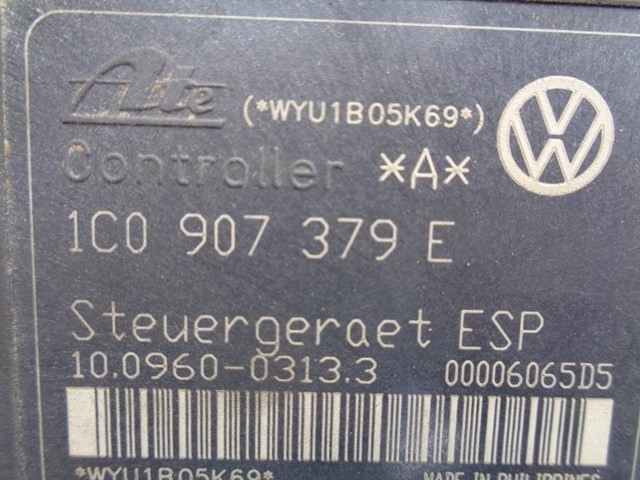 Ate (*WYU1B05K69*)
Controller *A*
1C0 907 379 E
Steuergeraet ESP
10.0960-0313.3 00006065D5
*WYU1B05K69* MADE IN PHILIPPINES